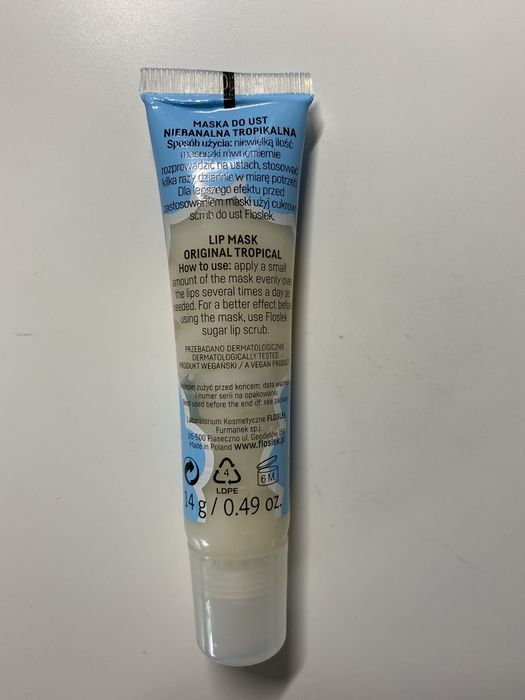 MASKA DO UST
NIEBANALNA TROPIKALNA
Sposób użycia: niewielką ilość
maseczki równomiernie
rozprowadzić na ustach, stosować
kilka razy dziennie w miarę potrzeb.
Dla lepszego efektu przed
zastosowaniem maski użyj cukrowy
scrub do ust Floslek.
LIP MASK
ORIGINAL TROPICAL
How to use: apply a small
amount of the mask evenly over
the lips several times a day as
needed. For a better effect before
using the mask, use Floslek
sugar lip scrub.
PRZEBADANO DERMATOLOGICZNIE
DERMATOLOGICALLY TESTED
PRODUKT WEGAŃSKI / A VEGAN PRODUCT
Najlepiej zużyć przed końcem: data ważności
i numer serii na opakowaniu
Best used before the end of: see package
Laboratorium Kosmetyczne FLOSLEK
Furmanek sp.j.
05-500 Piaseczno ul. Geodetów
Made in Poland www.floslek.pl
4
LDPE
6 M
14 g / 0.49 oz.